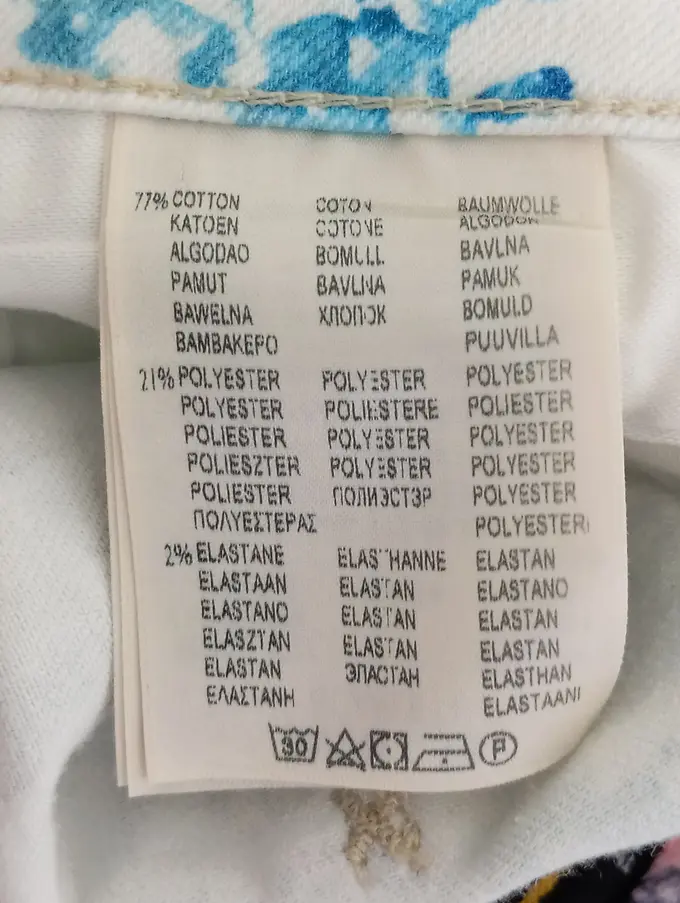 77% COTTON COTON BAUMWOLLE
KATOEN COTONE ALGODON
ALGODAO BOMULL BAVLNA
PAMUT BAVLNA PAMUK
BAWELNA ХЛОПОК BOMULD
ΒΑΜΒΑΚΕΡΟ PUUVILLA
21% POLYESTER POLYESTER POLYESTER
POLYESTER POLIESTERE POLIESTER
POLIESTER POLYESTER POLYESTER
POLIESZTER POLYESTER POLYESTER
POLIESTER ПОЛИЭСТЭР POLYESTER
ΠΟΛΥΕΣΤΕΡΑΣ POLYESTERI
2% ELASTANE ELASTHANNE ELASTAN
ELASTAAN ELASTAN ELASTANO
ELASTANO ELASTAN ELASTAN
ELASZTAN ELASTAN ELASTAN
ELASTAN ЭЛАСТАН ELASTHAN
ΕΛΑΣΤΑΝΗ ELASTAANI
30 P